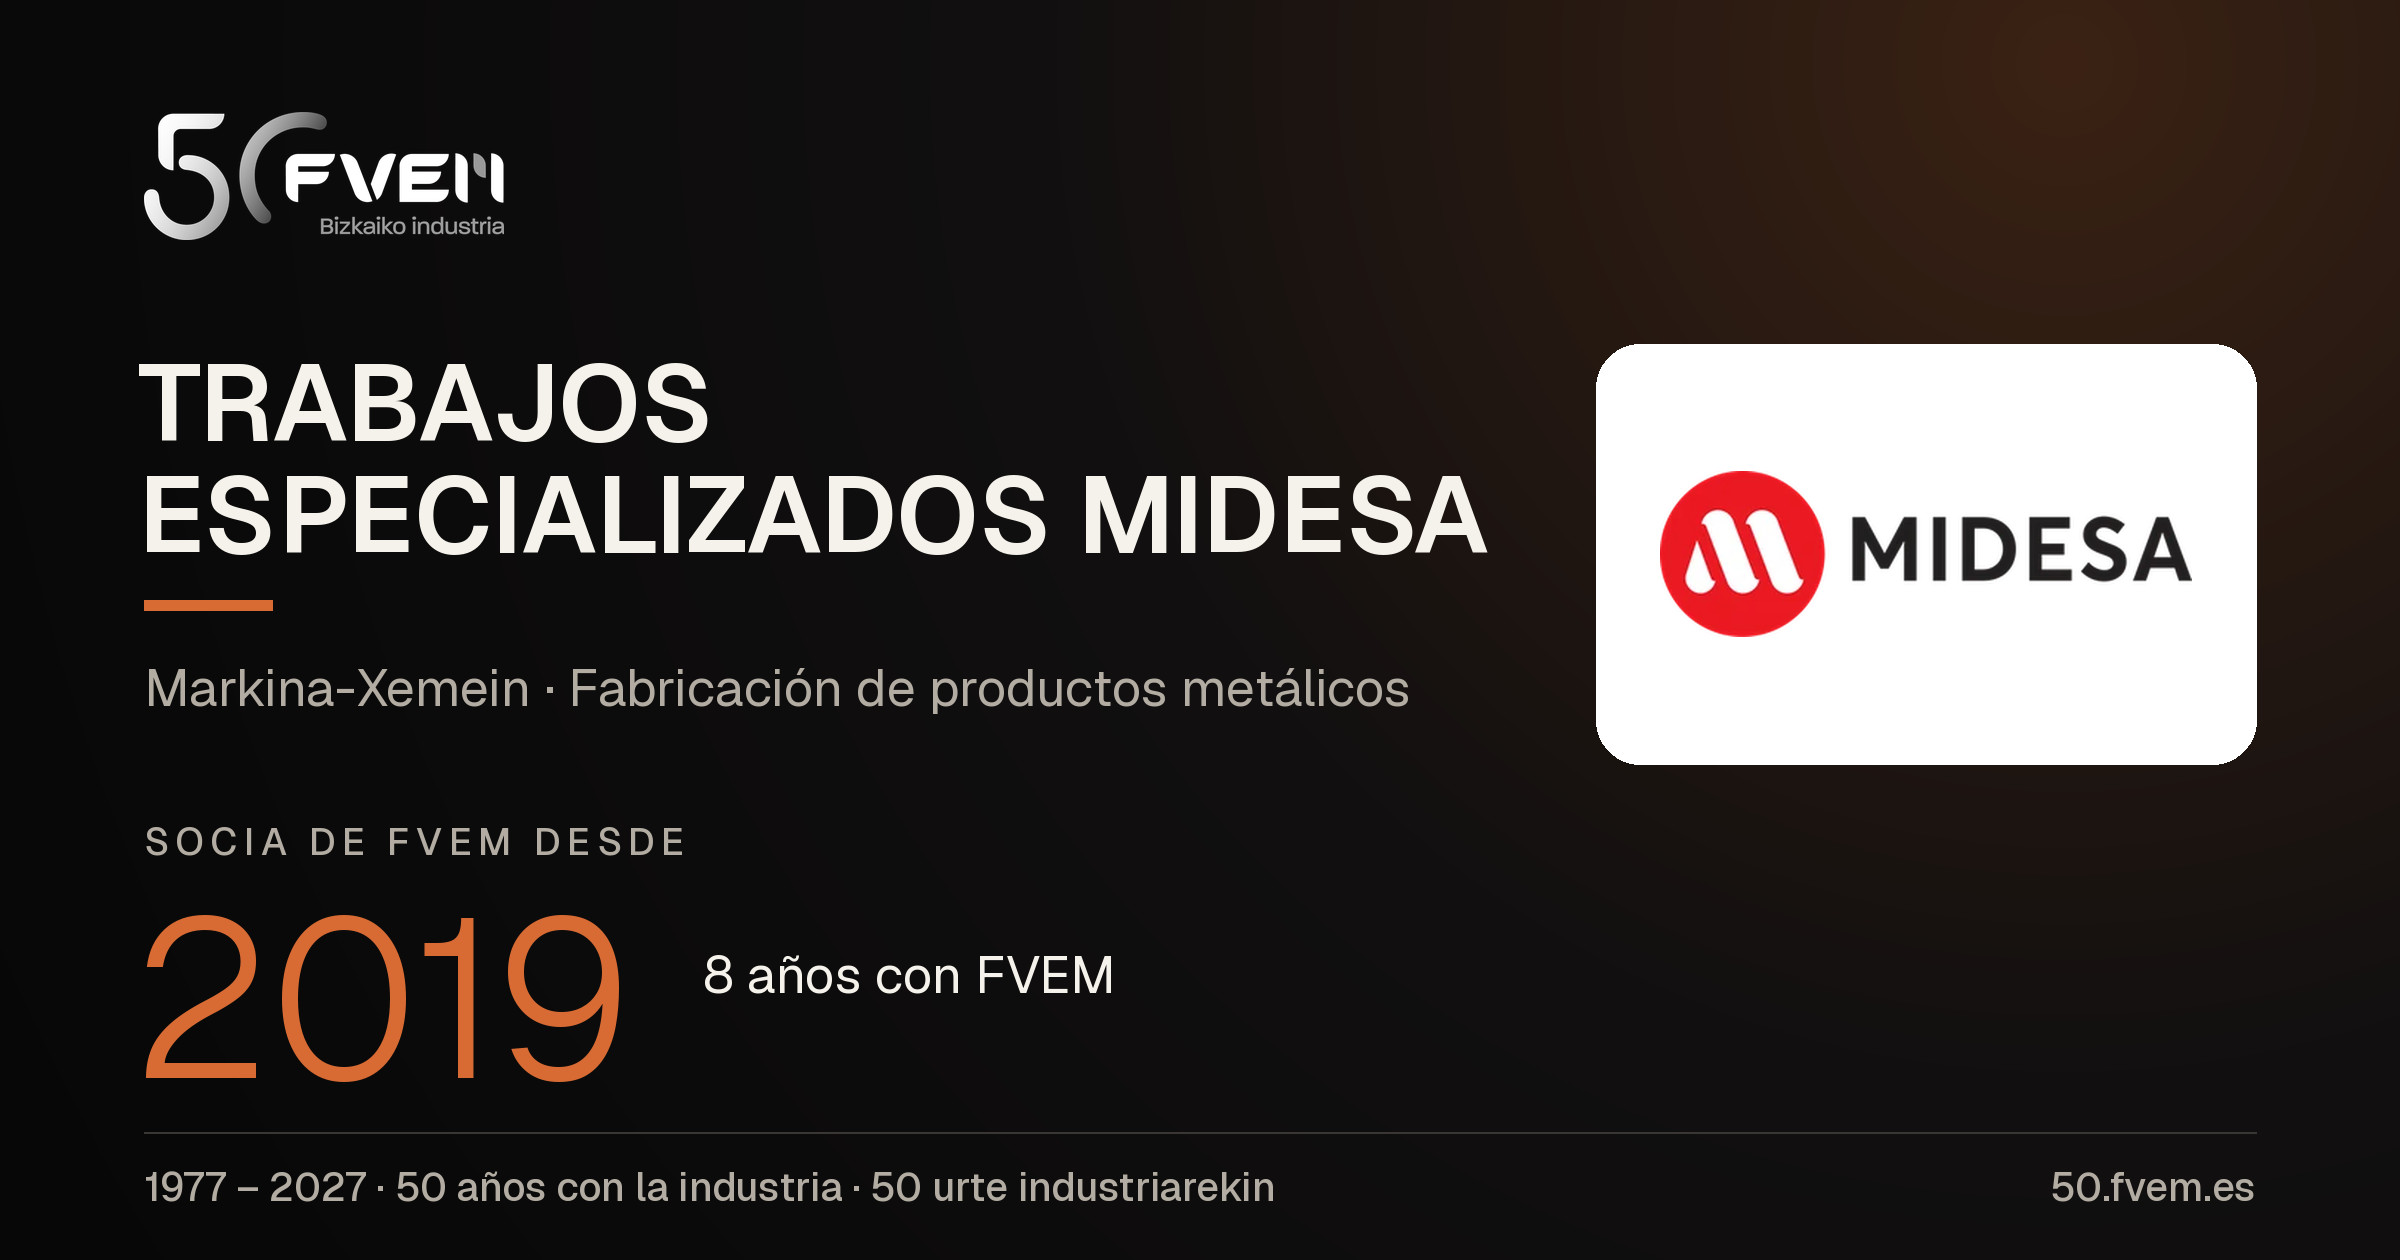 50 FVEM
Bizkaiko industria
TRABAJOS
ESPECIALIZADOS MIDESA
MIDESA
Markina-Xemein · Fabricación de productos metálicos
SOCIA DE FVEM DESDE
2019
8 años con FVEM
1977 – 2027 · 50 años con la industria · 50 urte industriarekin
50.fvem.es